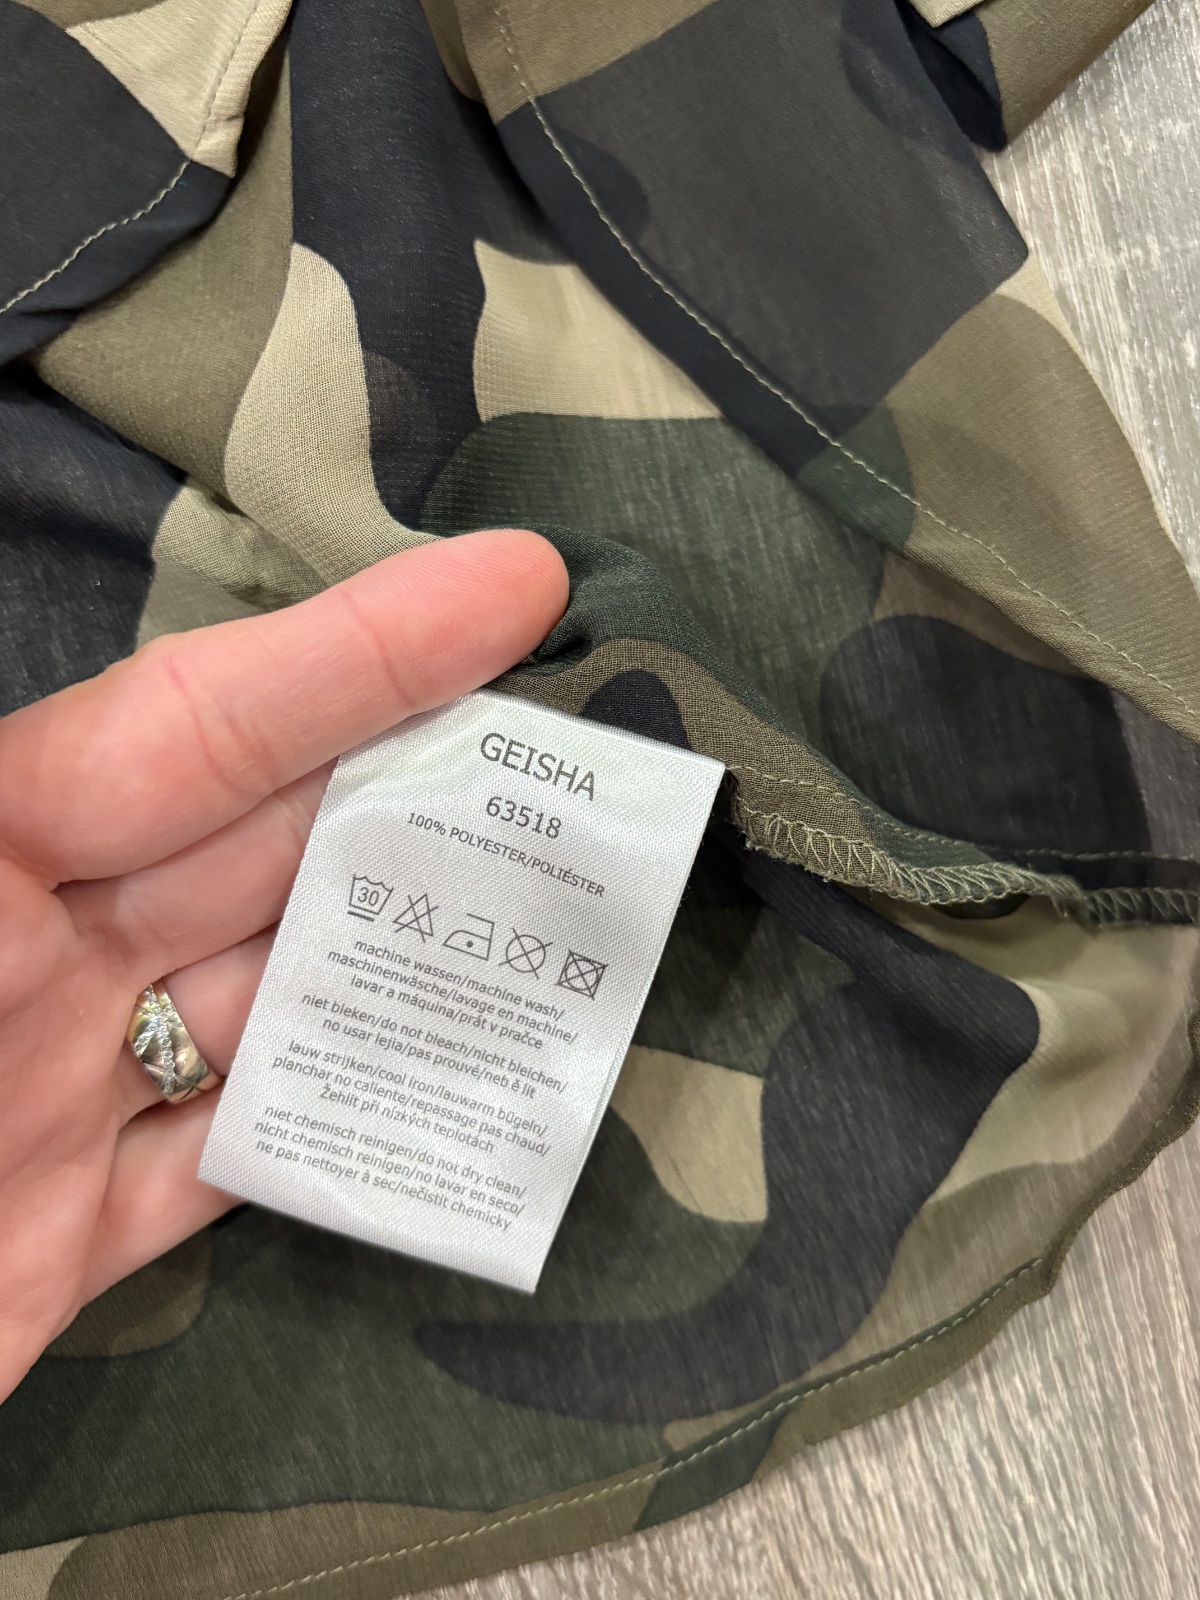 GEISHA
63518
100% POLYESTER/POLIÉSTER
30
machine wassen/machine wash/
maschinenwäsche/lavage en machine/
lavar a máquina/prát v pračce
niet bleken/do not bleach/nicht bleichen/
no usar lejia/pas prouvé/neb ě lit
lauw strijken/cool iron/lauwarm bügeln/
planchar no caliente/repassage pas chaud/
Žehlit při nízkých teplotách
niet chemisch reinigen/do not dry clean/
nicht chemisch reinigen/no lavar en seco/
ne pas nettoyer à sec/nečistit chemicky